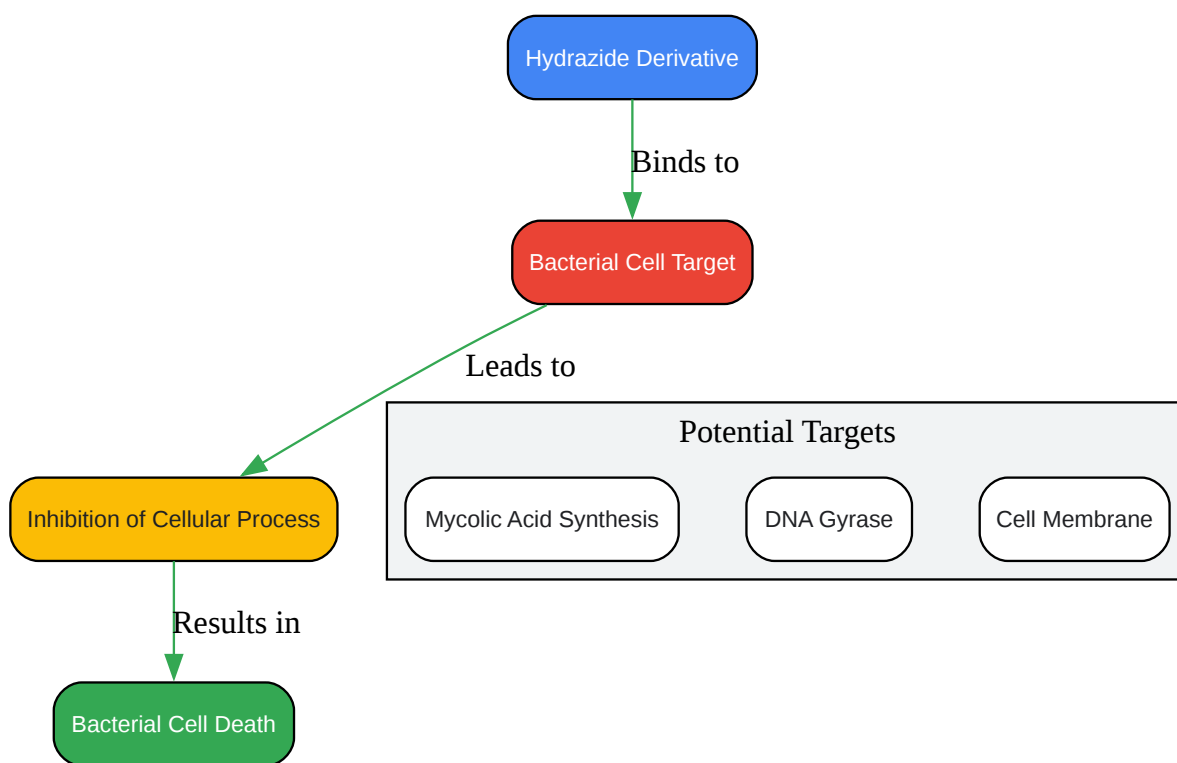 Hydrazide Derivative
Binds to
Bacterial Cell Target
Leads to
Potential Targets
Inhibition of Cellular Process
Mycolic Acid Synthesis
DNA Gyrase
Cell Membrane
Results in
Bacterial Cell Death